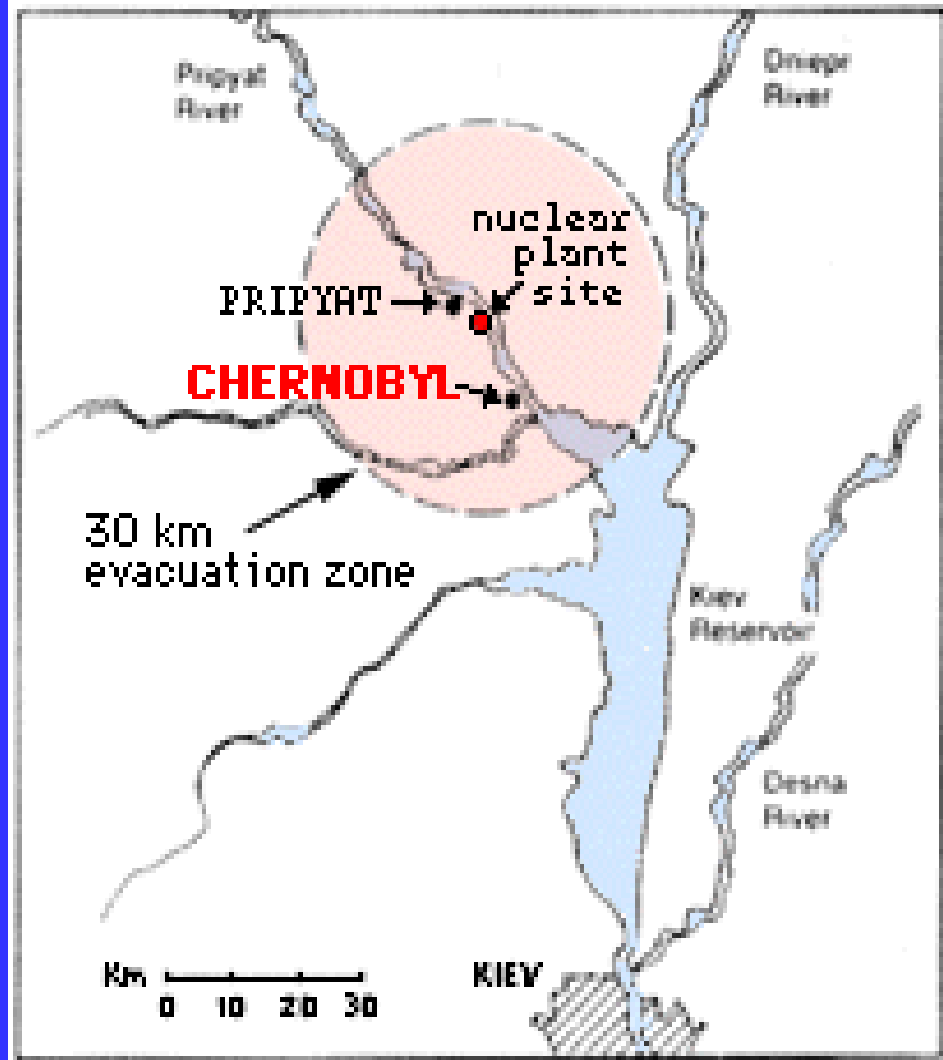 Pripyat
River
Dniepr
River
nuclear
plant
site
PRIPYAT
CHERNOBYL
30 km
evacuation zone
Kiev
Reservoir
Desna
River
Km
0 10 20 30
KIEV